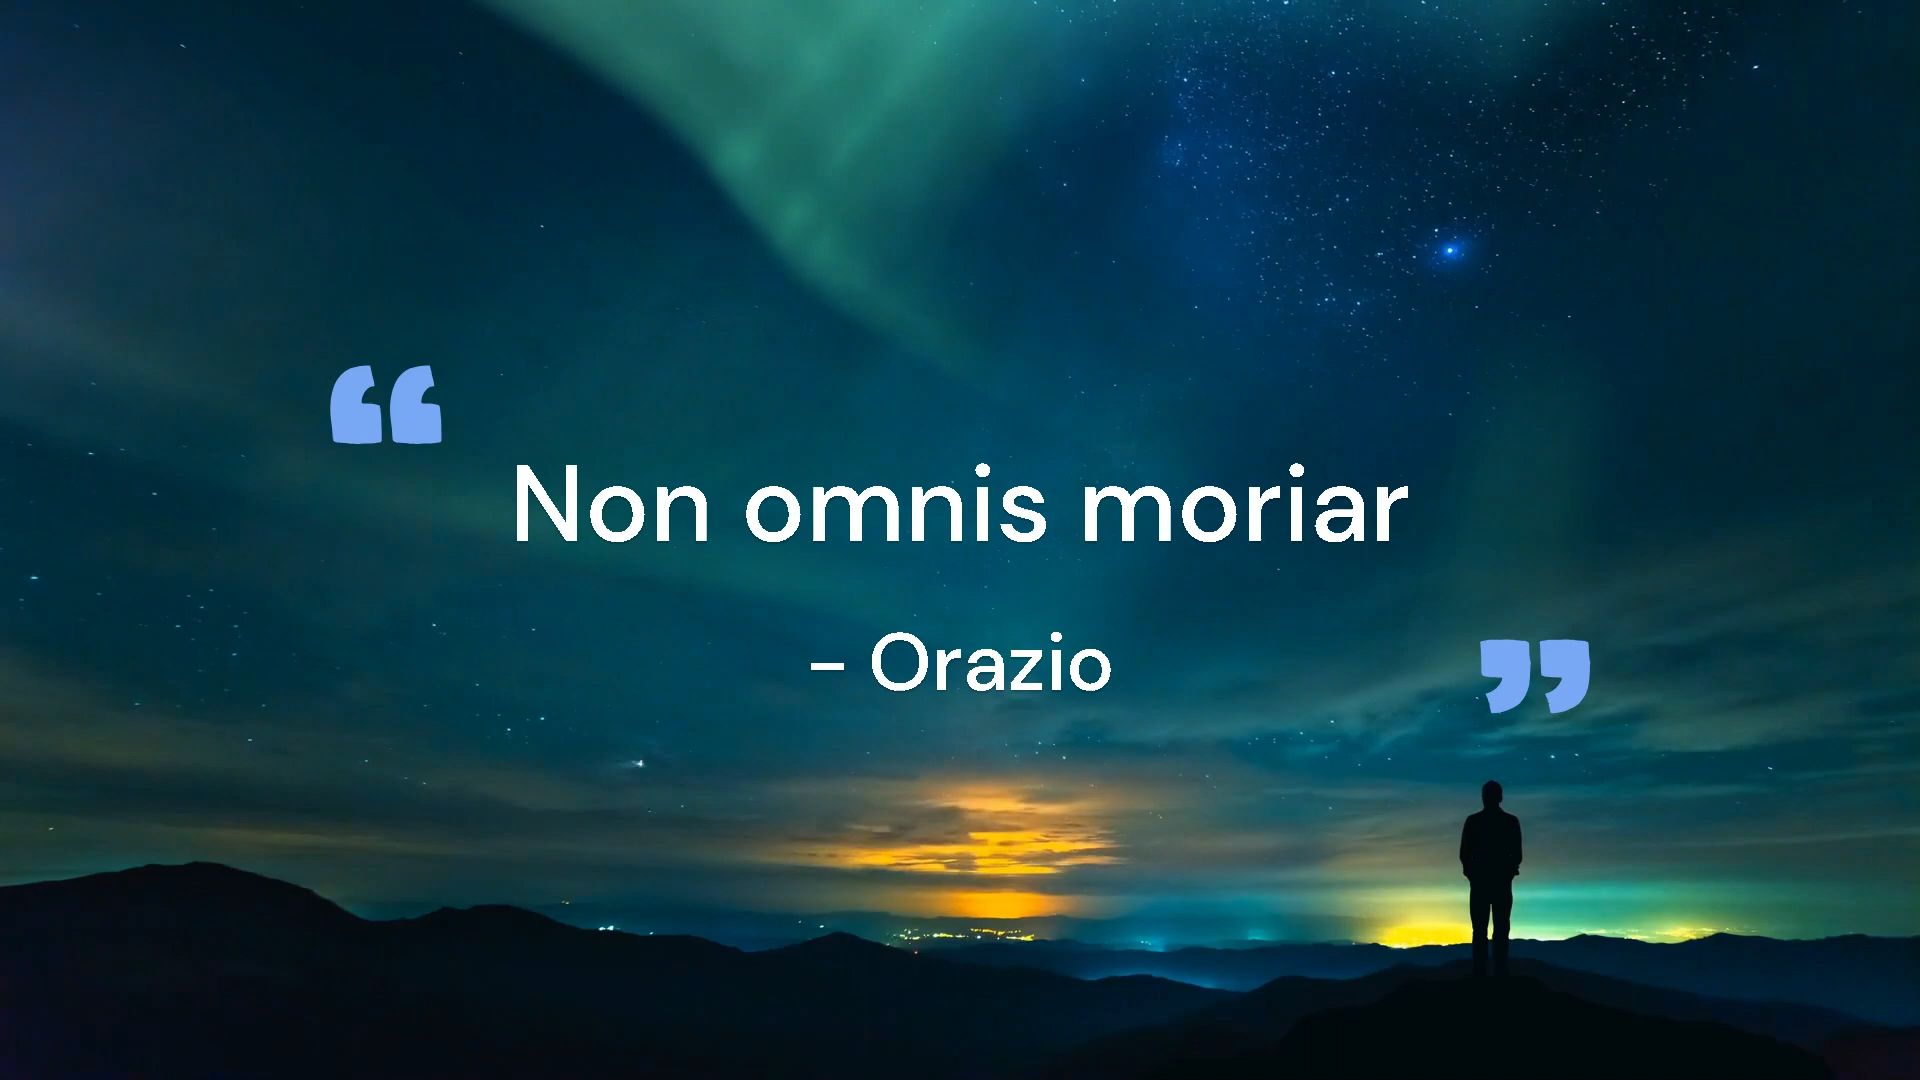 “
Non omnis moriar
– Orazio
”